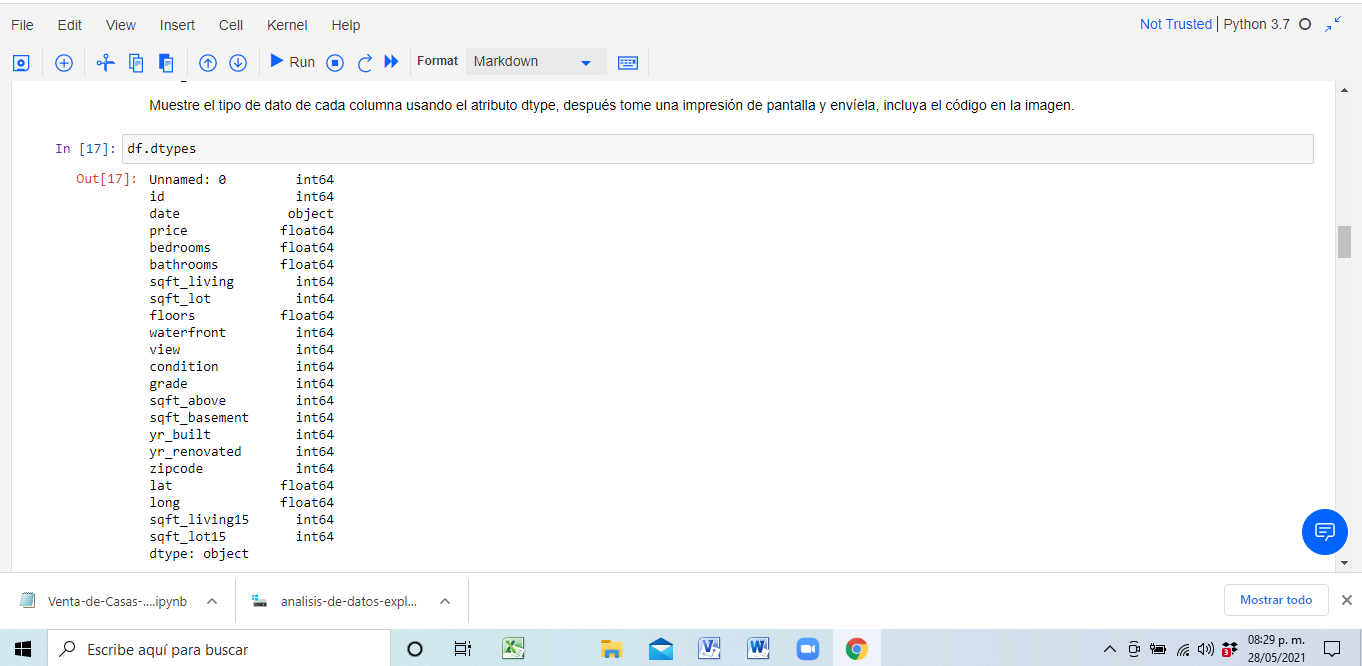 File Edit View Insert Cell Kernel Help Not Trusted | Python 3.7
Run Format Markdown
Muestre el tipo de dato de cada columna usando el atributo dtype, después tome una impresión de pantalla y envíela, incluya el código en la imagen.
In [17]: df.dtypes
Out[17]: Unnamed: 0 int64
id int64
date object
price float64
bedrooms float64
bathrooms float64
sqft_living int64
sqft_lot int64
floors float64
waterfront int64
view int64
condition int64
grade int64
sqft_above int64
sqft_basement int64
yr_built int64
yr_renovated int64
zipcode int64
lat float64
long float64
sqft_living15 int64
sqft_lot15 int64
dtype: object
Venta-de-Casas-....ipynb analisis-de-datos-expl... Mostrar todo
Escribe aquí para buscar
3
08:29 p. m.
28/05/2021